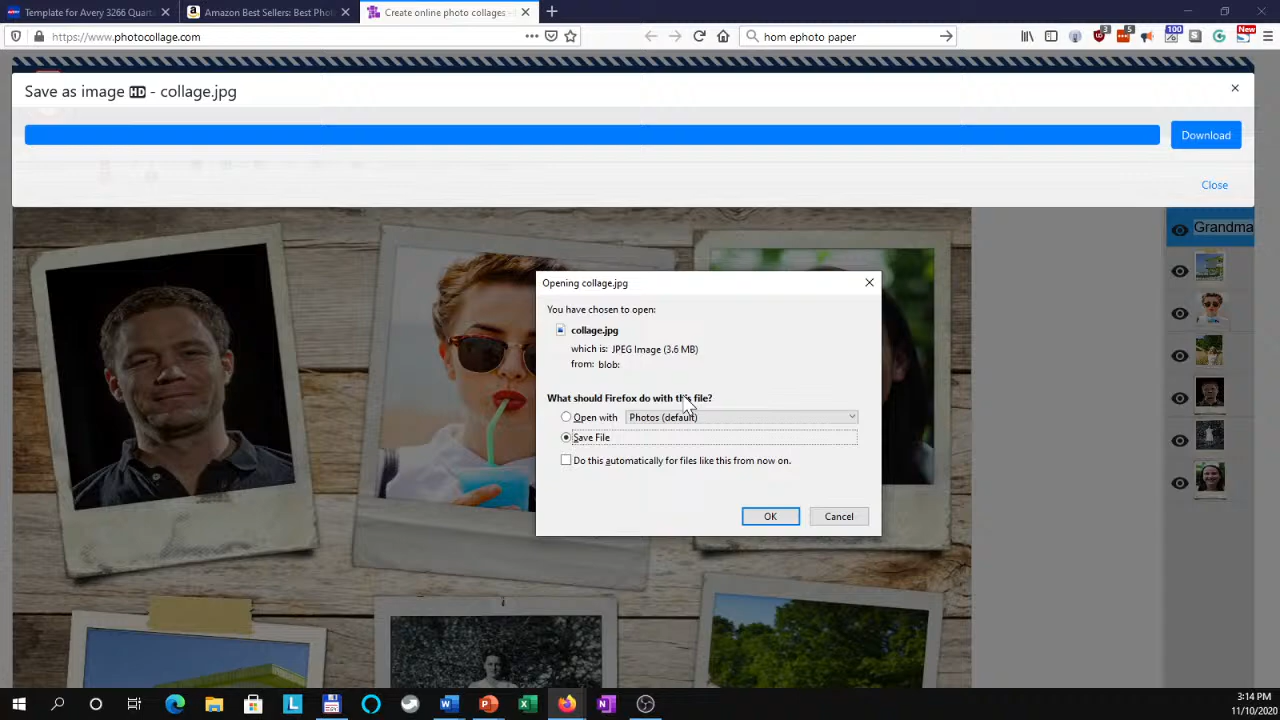 Template for Avery 3266 Quart
Amazon Best Sellers: Best Pho
Create online photo collages -
https://www.photocollage.com
hom ephoto paper
3
5
100
New
Save as image HD - collage.jpg
Download
Close
Grandma
Opening collage.jpg
You have chosen to open:
collage.jpg
which is: JPEG Image (3.6 MB)
from: blob:
What should Firefox do with this file?
Open with Photos (default)
Save File
Do this automatically for files like this from now on.
OK Cancel
3:14 PM
11/10/2020